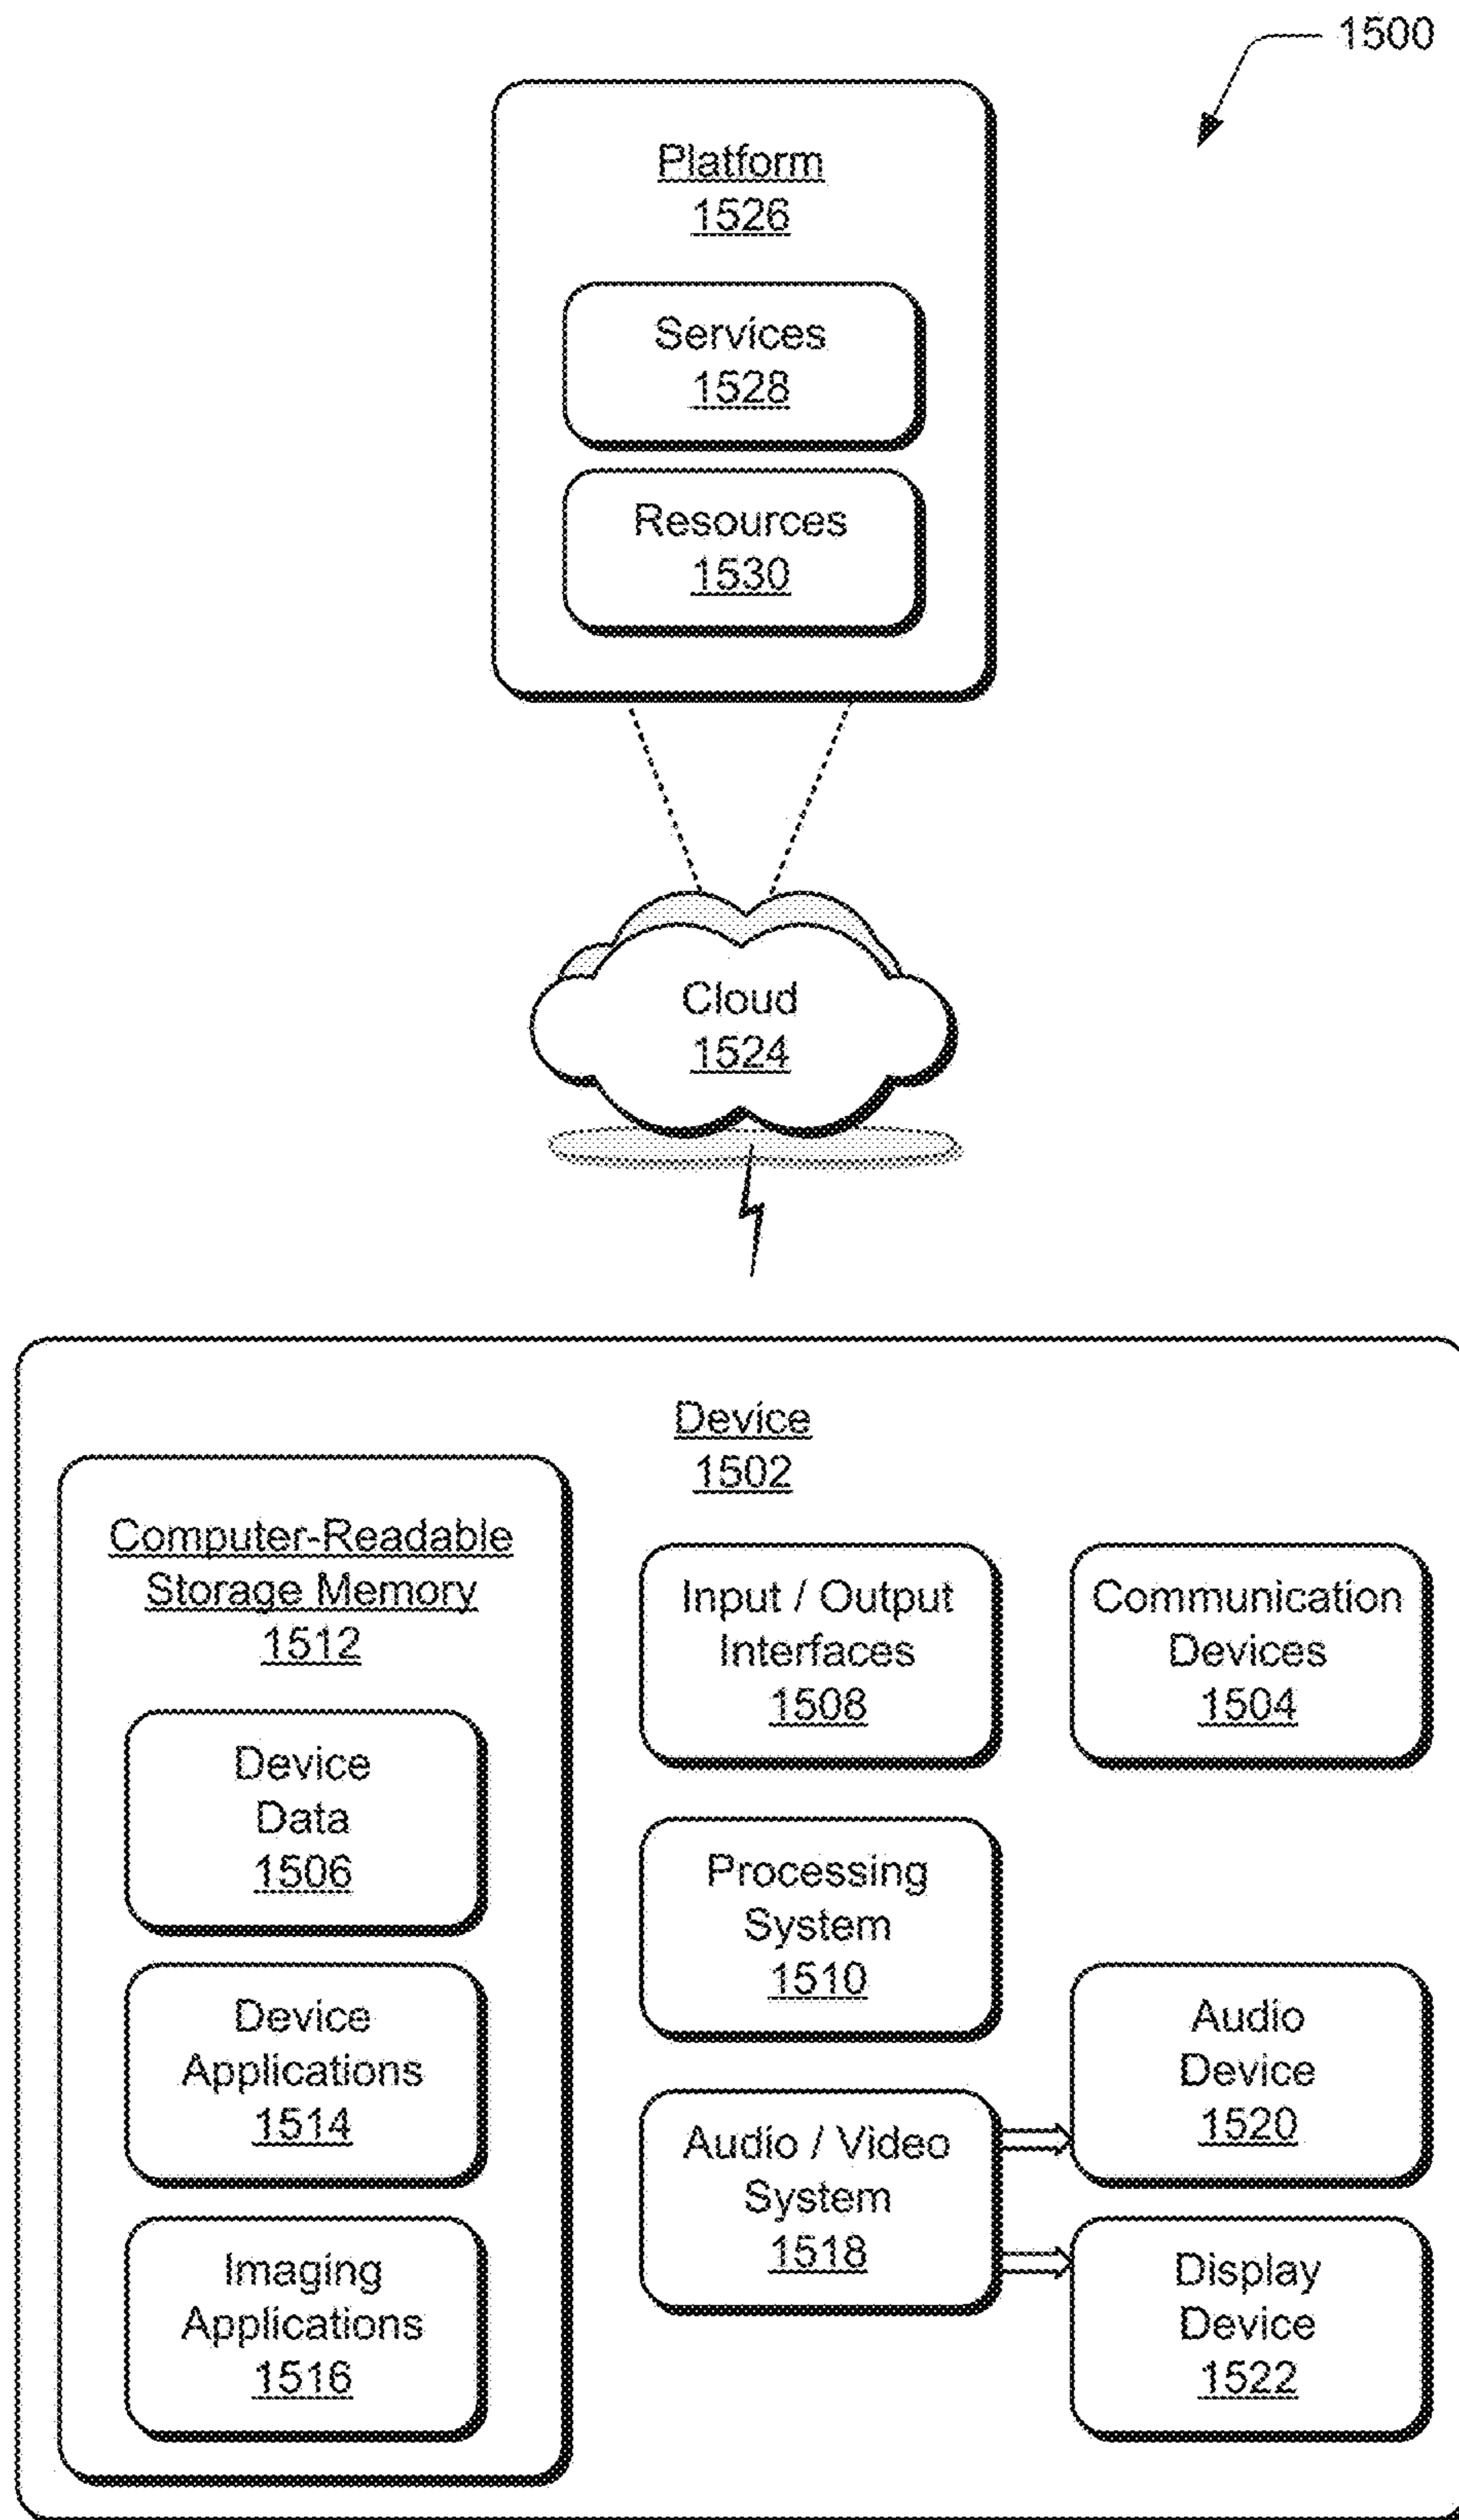 1500
Platform
1526
Services
1528
Resources
1530
Cloud
1524
Device
1502
Computer-Readable
Storage Memory
1512
Device
Data
1506
Device
Applications
1514
Imaging
Applications
1516
Input / Output
Interfaces
1508
Processing
System
1510
Audio / Video
System
1518
Communication
Devices
1504
Audio
Device
1520
Display
Device
1522